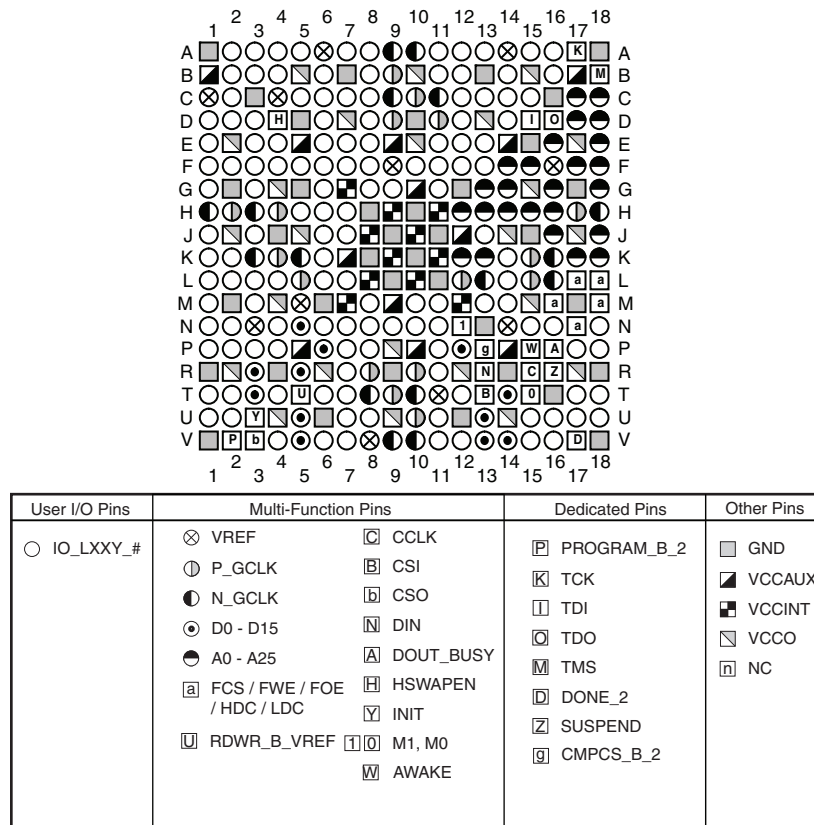 2 4 6 8 10 12 14 16 18
1 3 5 7 9 11 13 15 17
A K A
B M B
C C
D H I O D
E E
F F
G G
H H
J J
K K
L a a L
M a a M
N 1 a N
P g W A P
R N C Z R
T U B 0 T
U Y U
V P b D V
1 3 5 7 9 11 13 15 17
2 4 6 8 10 12 14 16 18
User I/O Pins Multi-Function Pins Dedicated Pins Other Pins
IO_LXXY_#
VREF
P_GCLK
N_GCLK
D0 - D15
A0 - A25
a FCS / FWE / FOE
/ HDC / LDC
U RDWR_B_VREF
C CCLK
B CSI
b CSO
N DIN
A DOUT_BUSY
H HSWAPEN
Y INIT
1 0 M1, M0
W AWAKE
P PROGRAM_B_2
K TCK
I TDI
O TDO
M TMS
D DONE_2
Z SUSPEND
g CMPCS_B_2
GND
VCCAUX
VCCINT
VCCO
n NC